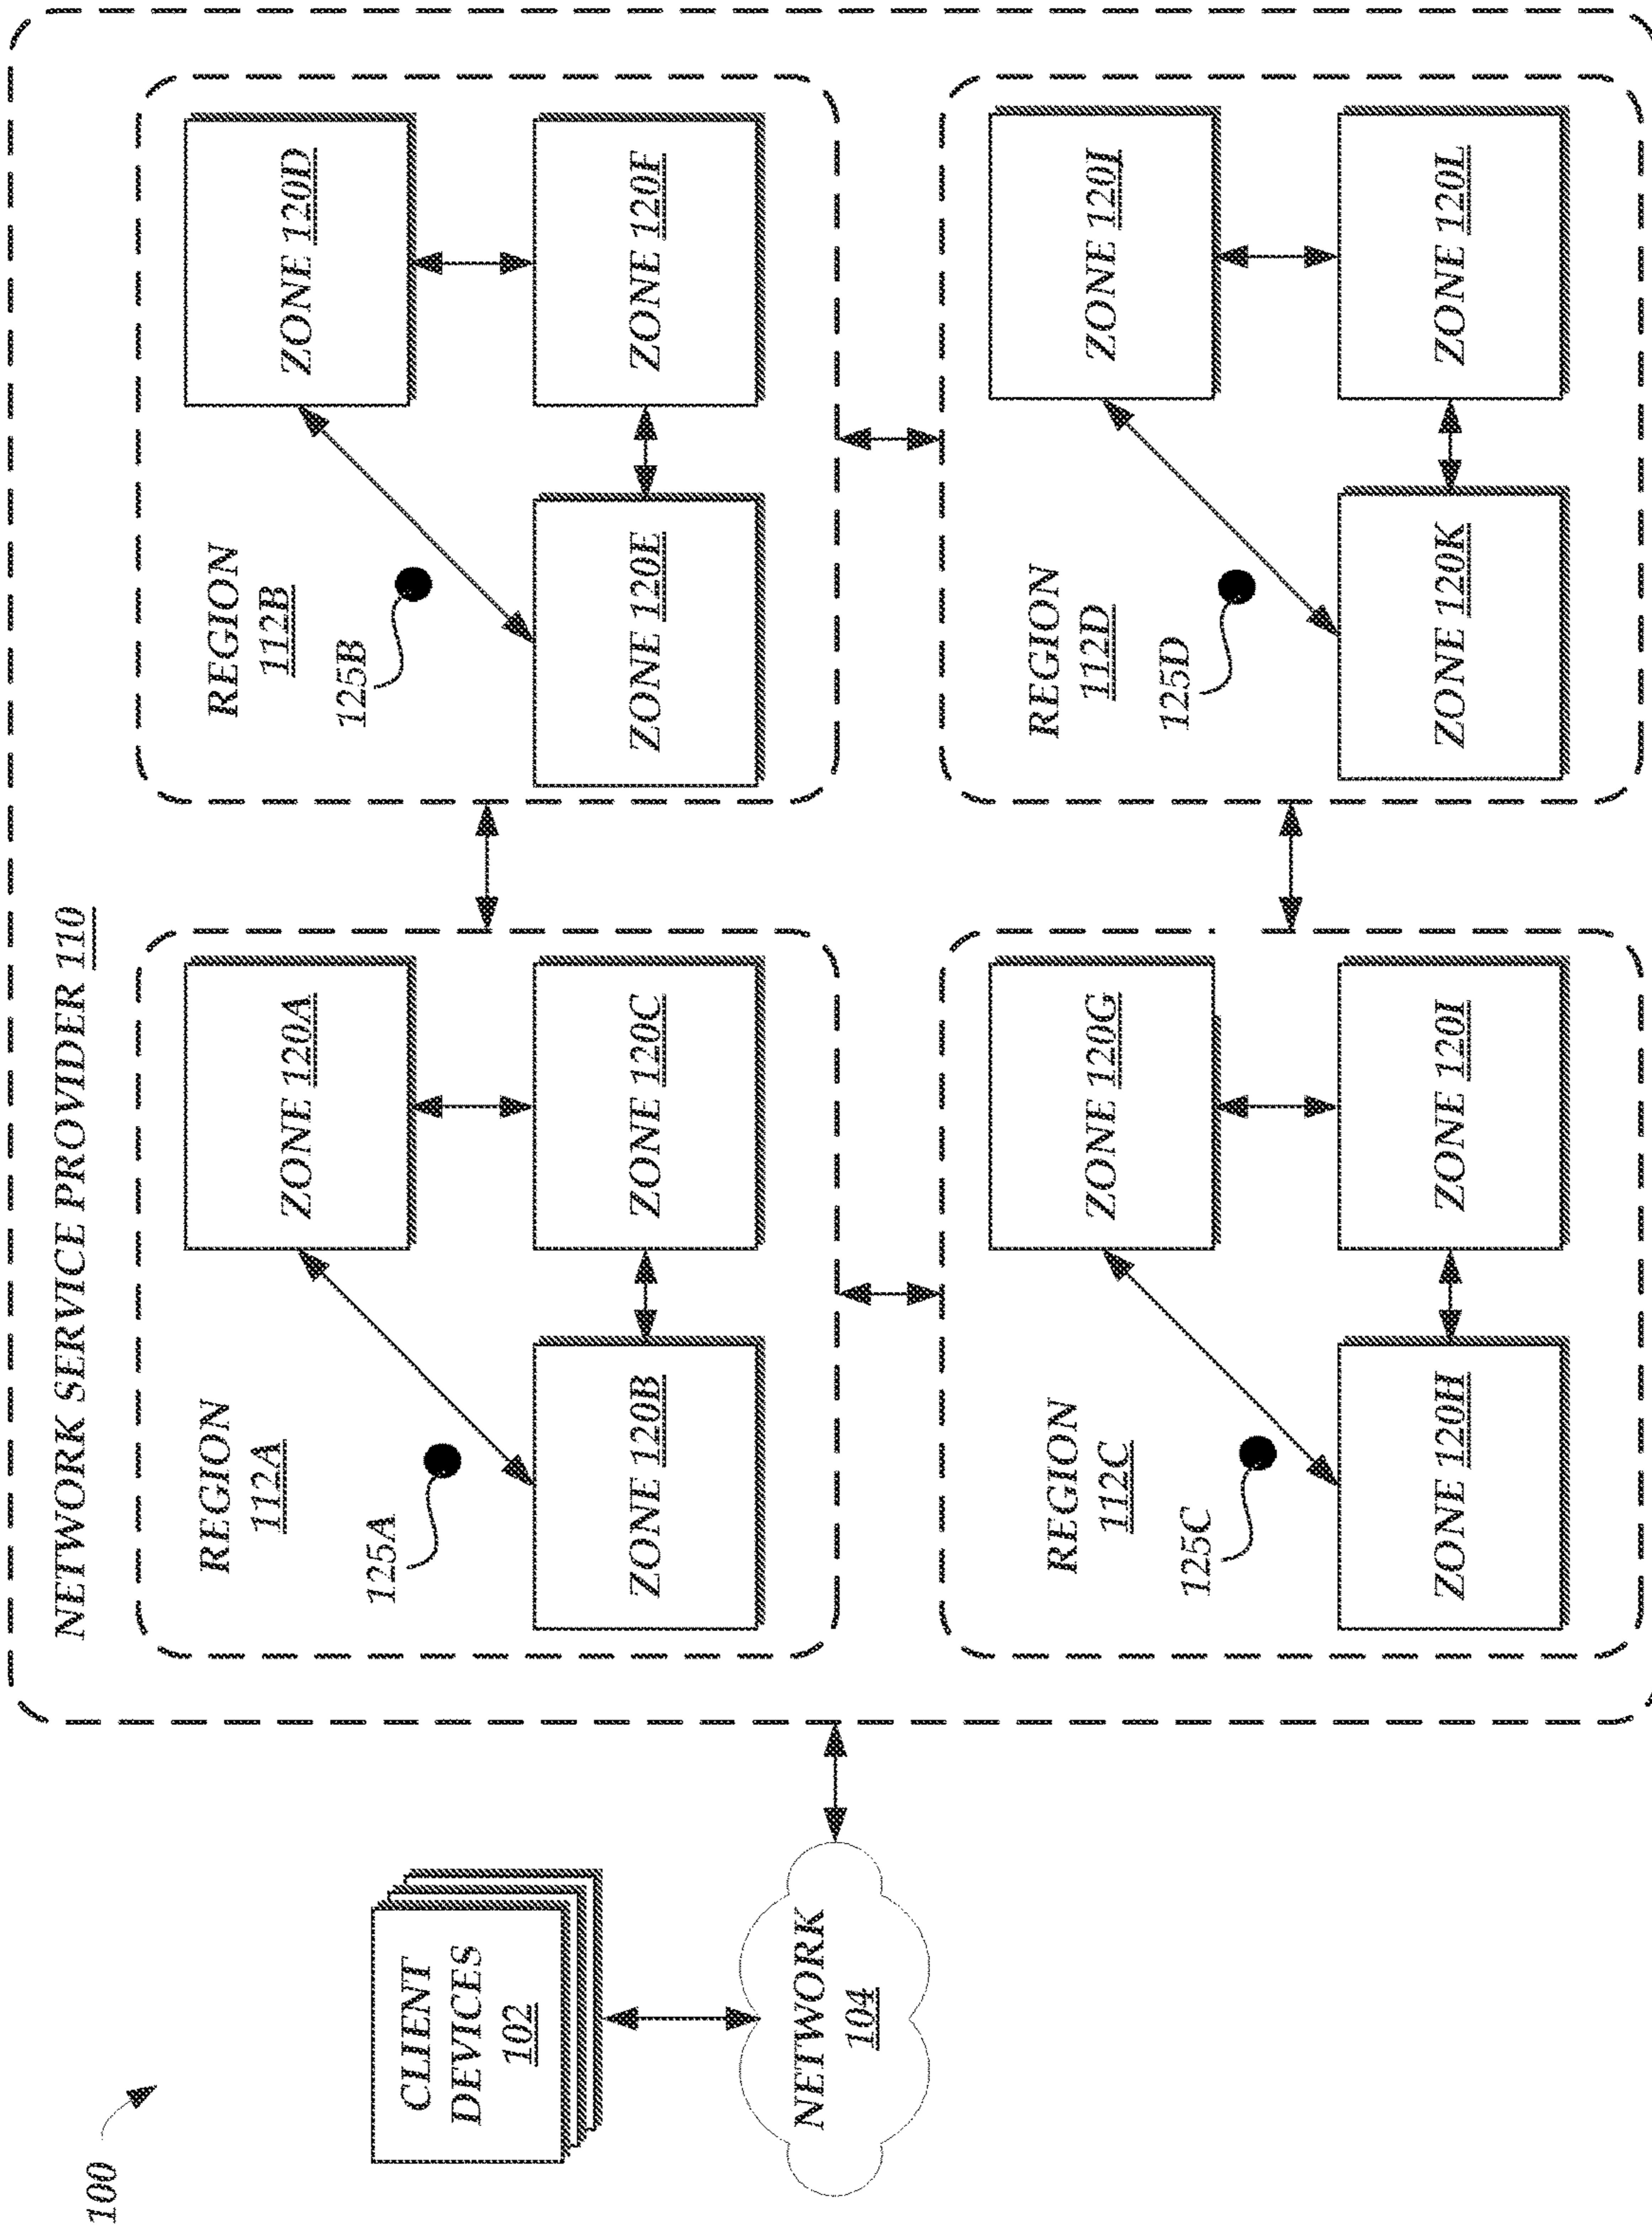 100
CLIENT
DEVICES
102
NETWORK
104
NETWORK SERVICE PROVIDER 110
REGION
112A
125A
ZONE 120A
ZONE 120B
ZONE 120C
REGION
112B
125B
ZONE 120D
ZONE 120E
ZONE 120F
REGION
112C
125C
ZONE 120G
ZONE 120H
ZONE 120I
REGION
112D
125D
ZONE 120J
ZONE 120K
ZONE 120L